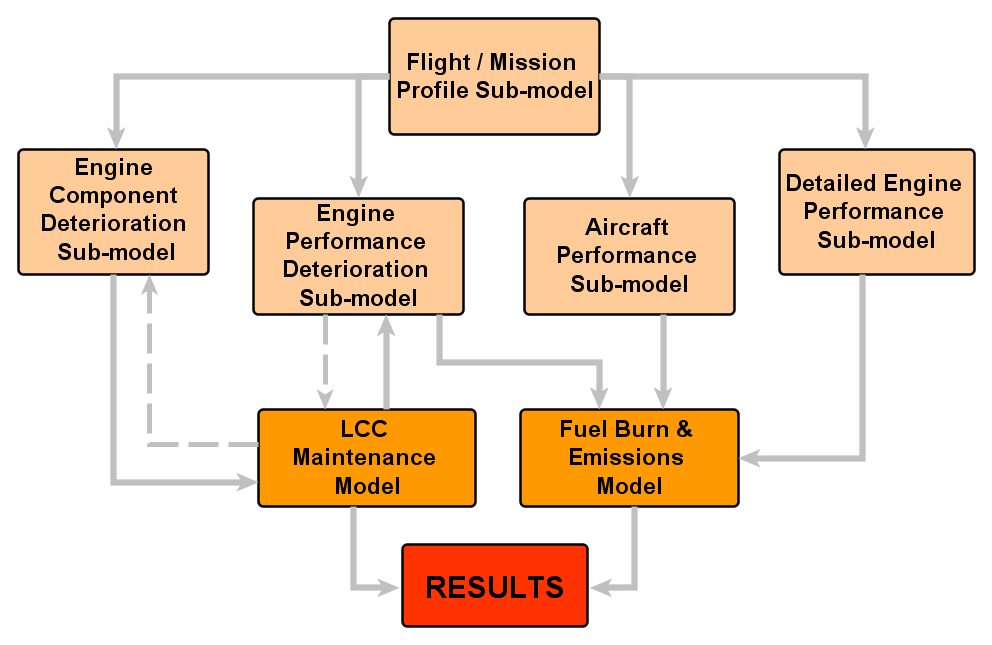 Flight / Mission
Profile Sub-model
Engine
Component
Deterioration
Sub-model
Engine
Performance
Deterioration
Sub-model
Aircraft
Performance
Sub-model
Detailed Engine
Performance
Sub-model
LCC
Maintenance
Model
Fuel Burn &
Emissions
Model
RESULTS